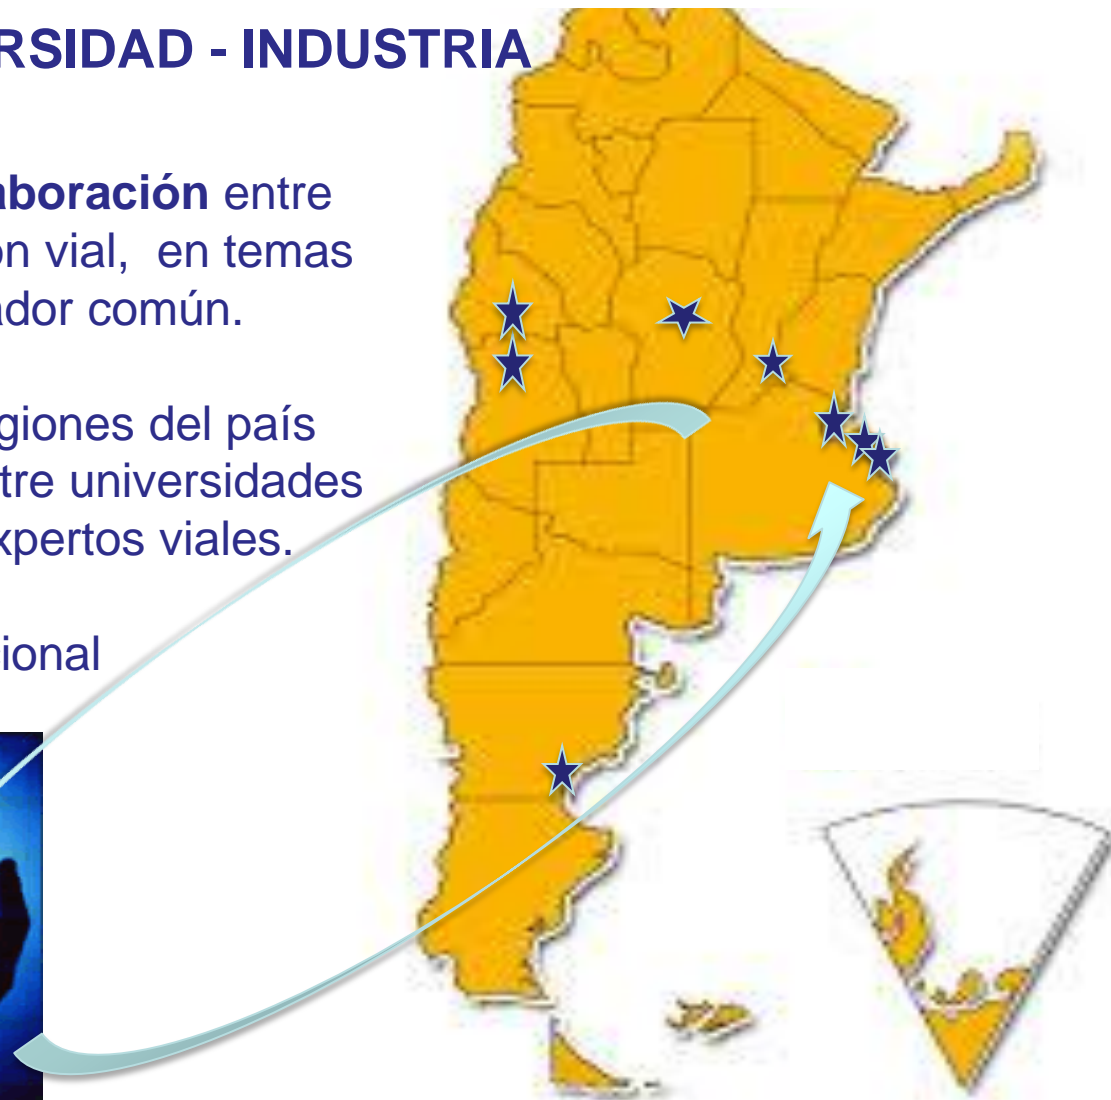 RSIDAD - INDUSTRIA
aboración entre
ón vial, en temas
ador común.
giones del país
tre universidades
xpertos viales.
ional